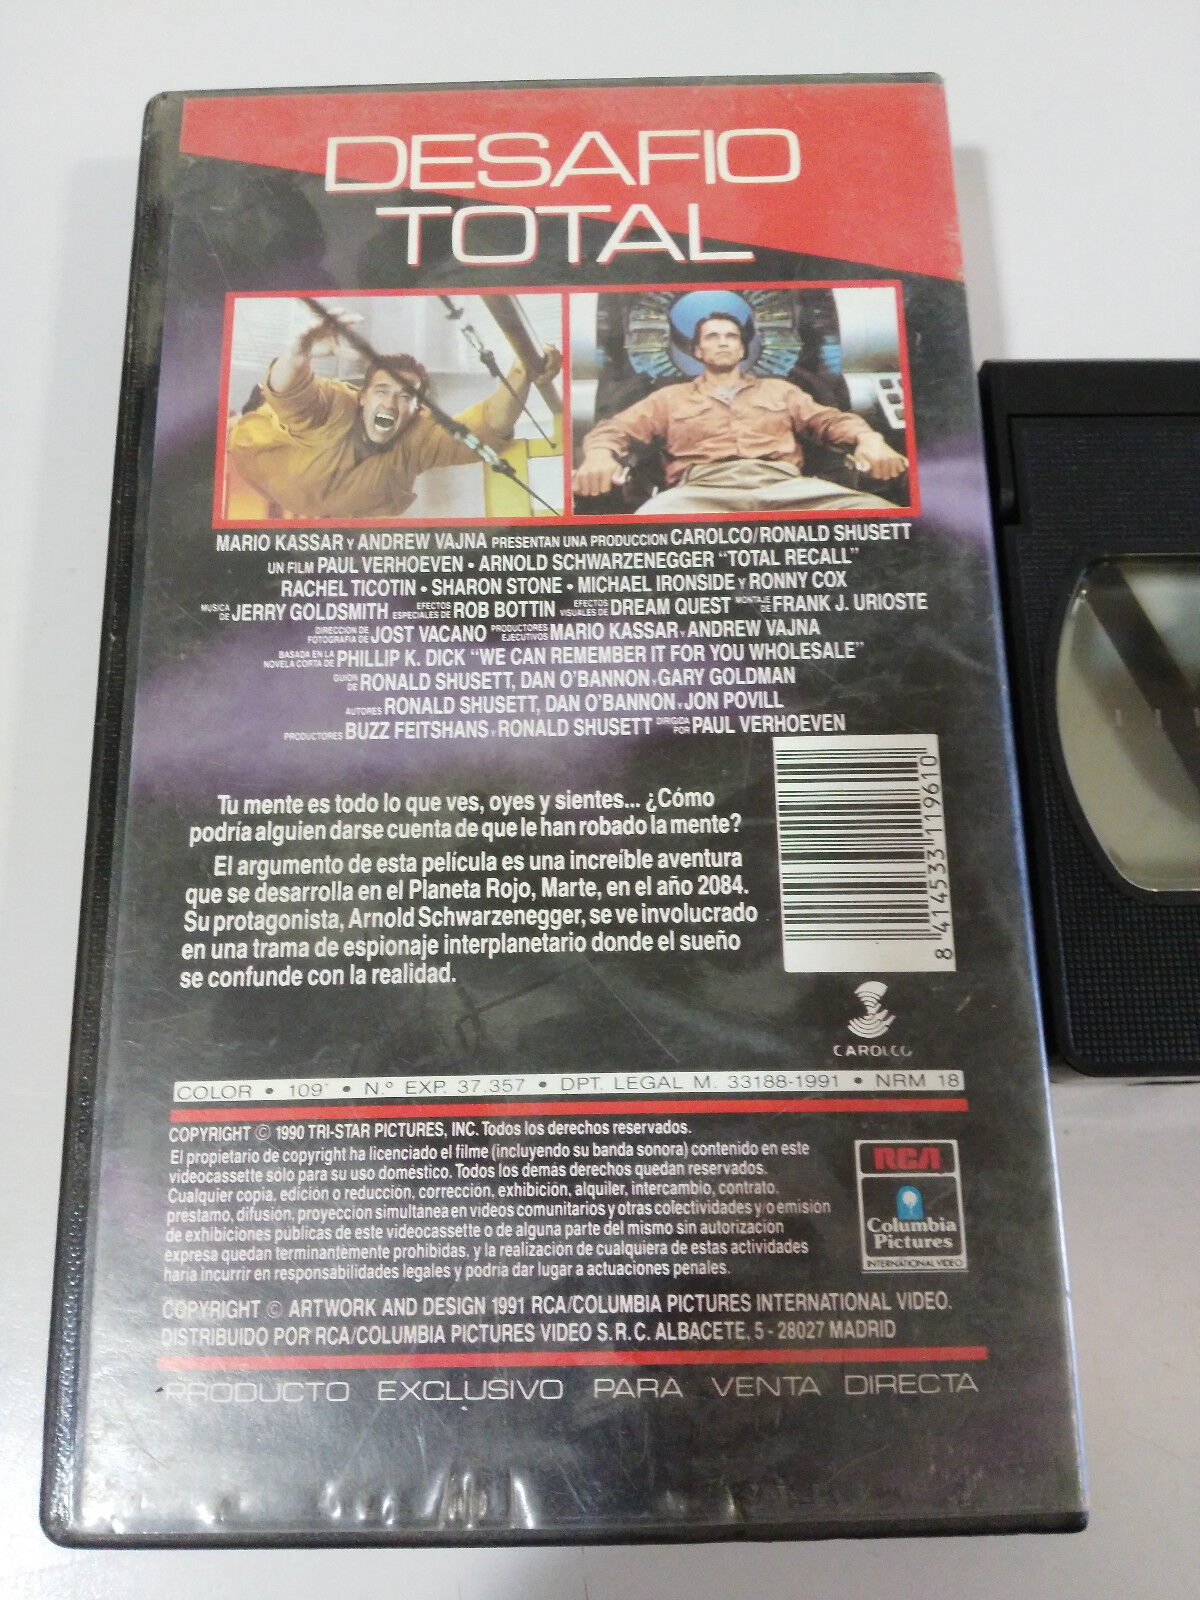 DESAFIO
TOTAL
MARIO KASSAR Y ANDREW VAJNA PRESENTAN UNA PRODUCCION CAROLCO/RONALD SHUSETT
UN FILM PAUL VERHOEVEN • ARNOLD SCHWARZENEGGER "TOTAL RECALL"
RACHEL TICOTIN • SHARON STONE • MICHAEL IRONSIDE Y RONNY COX
MUSICA DE JERRY GOLDSMITH EFECTOS ESPECIALES DE ROB BOTTIN EFECTOS VISUALES DE DREAM QUEST MONTAJE DE FRANK J. URIOSTE
DIRECCION DE FOTOGRAFIA DE JOST VACANO PRODUCTORES EJECUTIVOS MARIO KASSAR Y ANDREW VAJNA
BASADA EN LA NOVELA CORTA DE PHILLIP K. DICK "WE CAN REMEMBER IT FOR YOU WHOLESALE"
GUION DE RONALD SHUSETT, DAN O'BANNON Y GARY GOLDMAN
AUTORES RONALD SHUSETT, DAN O'BANNON Y JON POVILL
PRODUCTORES BUZZ FEITSHANS Y RONALD SHUSETT DIRIGIDA POR PAUL VERHOEVEN
Tu mente es todo lo que ves, oyes y sientes... ¿Cómo
podría alguien darse cuenta de que le han robado la mente?
El argumento de esta película es una increíble aventura
que se desarrolla en el Planeta Rojo, Marte, en el año 2084.
Su protagonista, Arnold Schwarzenegger, se ve involucrado
en una trama de espionaje interplanetario donde el sueño
se confunde con la realidad.
8 414533 119610
CAROLCO
COLOR • 109' • N.º EXP. 37.357 • DPT. LEGAL M. 33188-1991 • NRM 18
COPYRIGHT © 1990 TRI-STAR PICTURES, INC. Todos los derechos reservados.
El propietario de copyright ha licenciado el filme (incluyendo su banda sonora) contenido en este
videocassette sólo para su uso doméstico. Todos los demás derechos quedan reservados.
Cualquier copia, edición o reducción, corrección, exhibición, alquiler, intercambio, contrato,
préstamo, difusión, proyección simultánea en vídeos comunitarios y otras colectividades y/o emisión
de exhibiciones públicas de este videocassette o de alguna parte del mismo sin autorización
expresa quedan terminantemente prohibidas, y la realización de cualquiera de estas actividades
haría incurrir en responsabilidades legales y podría dar lugar a actuaciones penales.
RCA
Columbia
Pictures
INTERNATIONAL VIDEO
COPYRIGHT © ARTWORK AND DESIGN 1991 RCA/COLUMBIA PICTURES INTERNATIONAL VIDEO.
DISTRIBUIDO POR RCA/COLUMBIA PICTURES VIDEO S.R.C. ALBACETE, 5 - 28027 MADRID
PRODUCTO EXCLUSIVO PARA VENTA DIRECTA